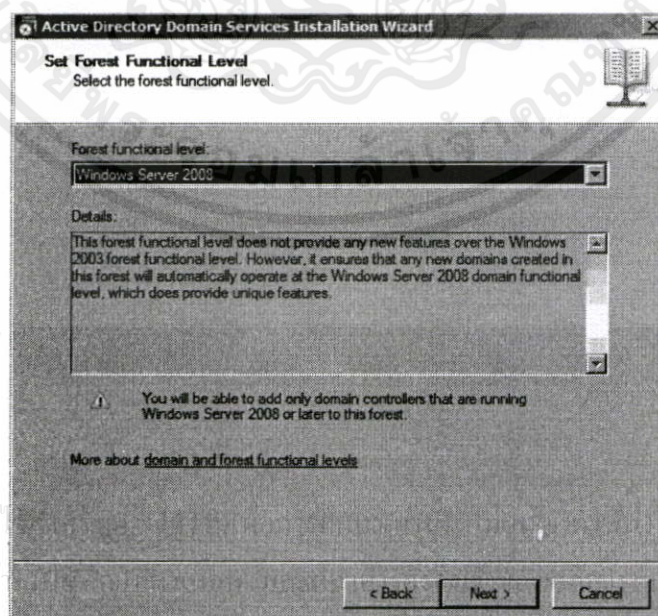 Active Directory Domain Services Installation Wizard
Set Forest Functional Level
Select the forest functional level.
Forest functional level:
Windows Server 2008
Details:
This forest functional level does not provide any new features over the Windows
2003 forest functional level. However, it ensures that any new domains created in
this forest will automatically operate at the Windows Server 2008 domain functional
level, which does provide unique features.
You will be able to add only domain controllers that are running
Windows Server 2008 or later to this forest.
More about domain and forest functional levels
< Back
Next >
Cancel